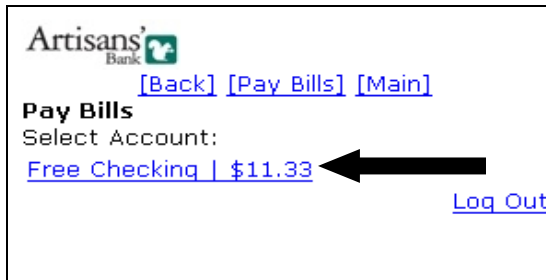 Artisans'
Bank
[Back] [Pay Bills] [Main]
Pay Bills
Select Account:
Free Checking | $11.33
Log Out